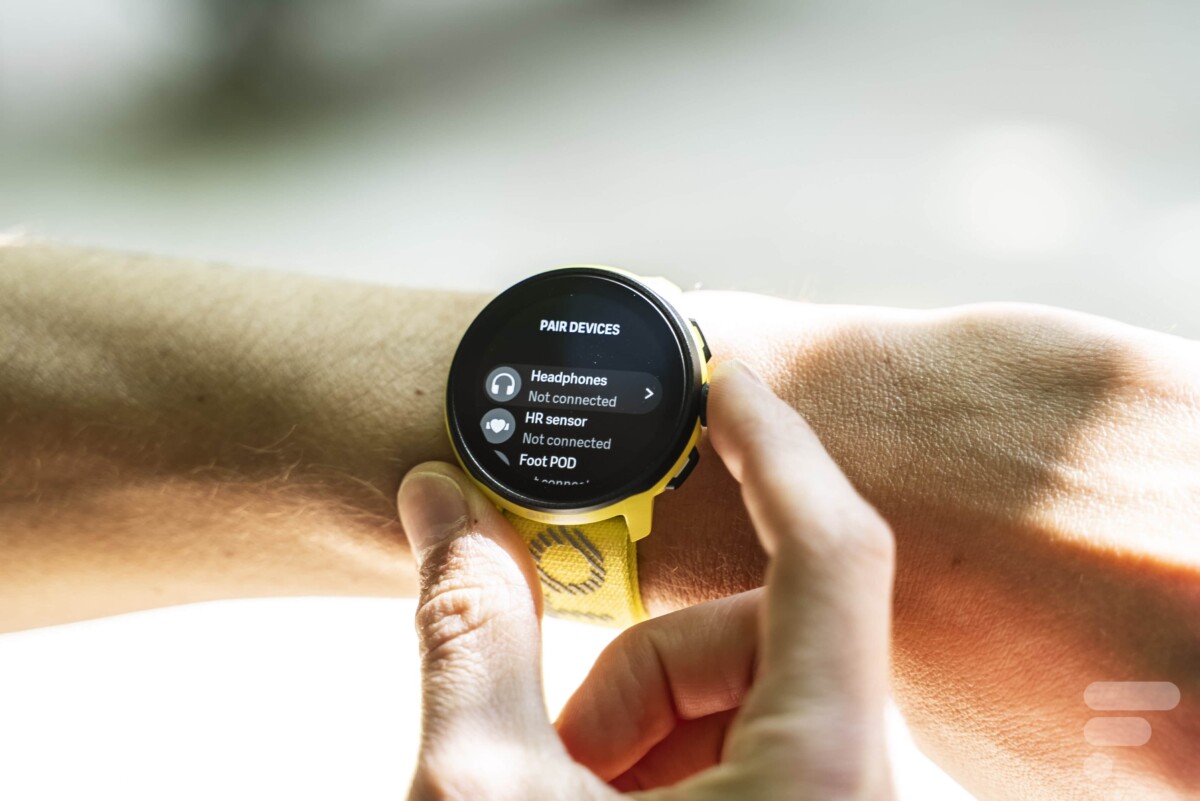 PAIR DEVICES
Headphones
Not connected
HR sensor
Not connected
Foot POD